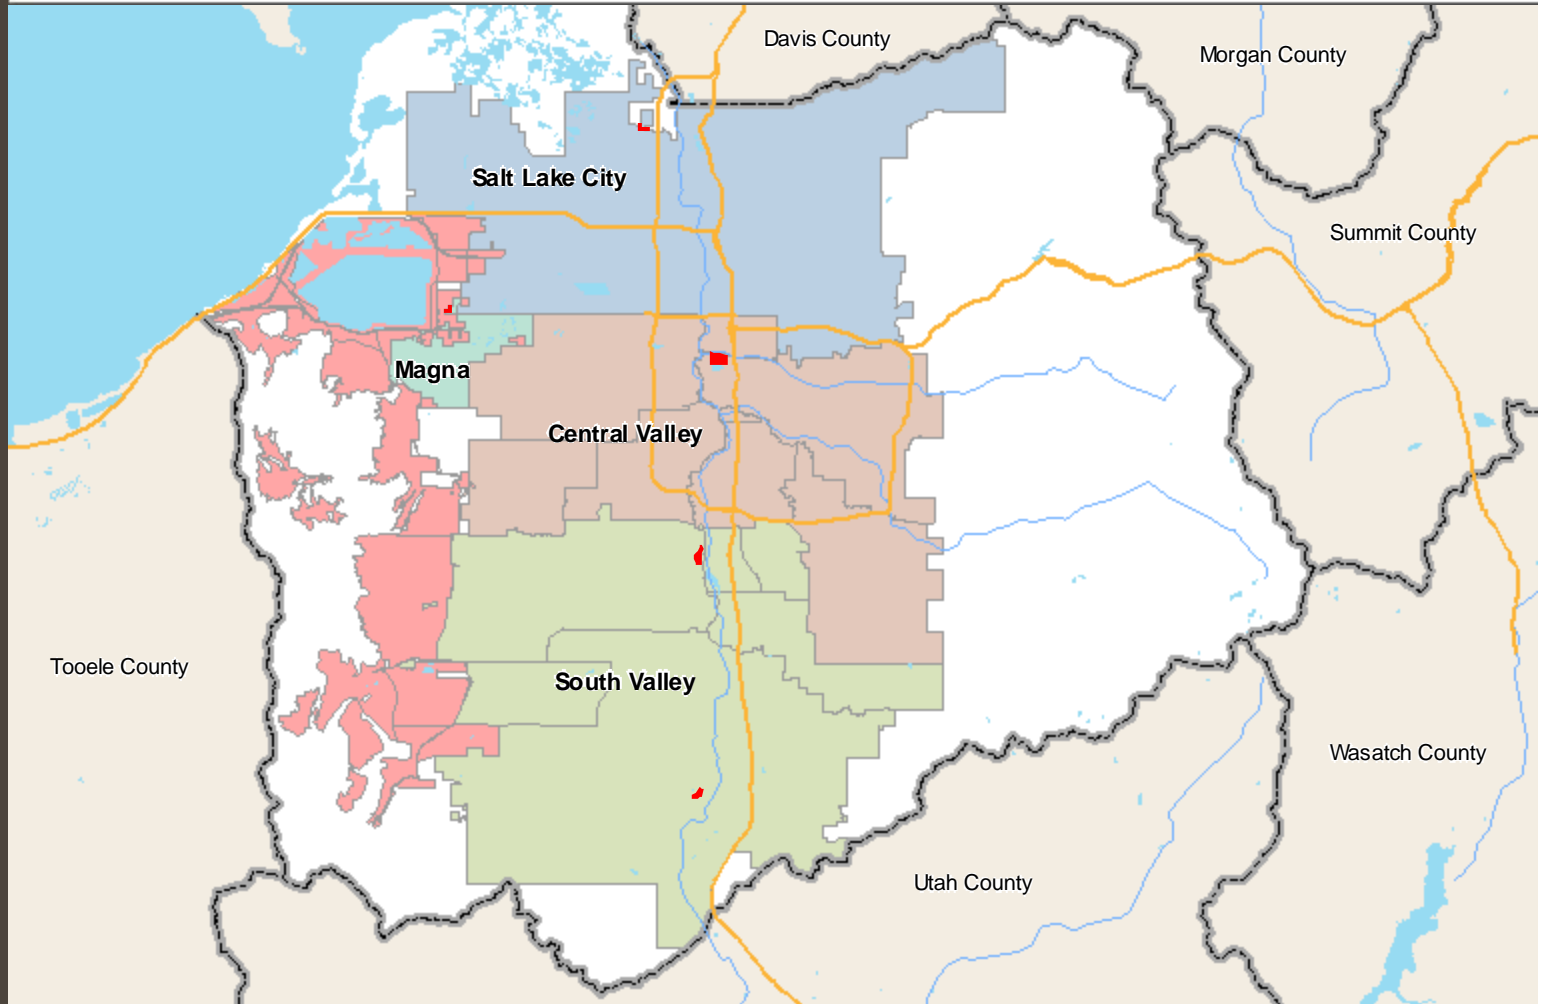 Davis County
Morgan County
Salt Lake City
Summit County
Magna
Central Valley
Tooele County
South Valley
Wasatch County
Utah County